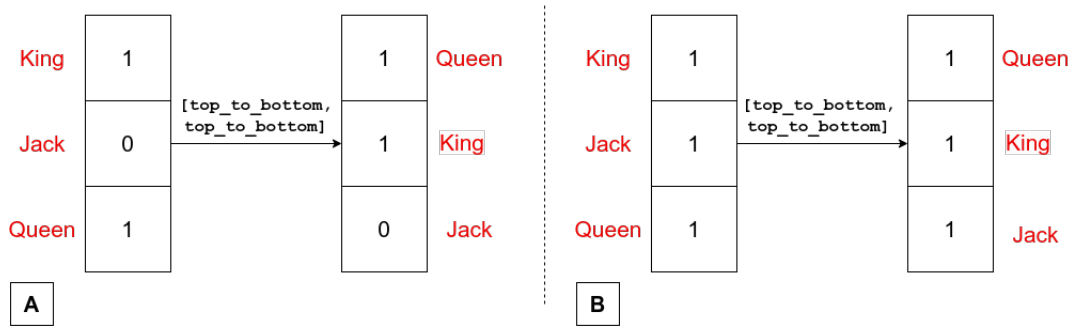 King 1 1 Queen
[top_to_bottom,
top_to_bottom]
Jack 0 1 King
Queen 1 0 Jack
A
King 1 1 Queen
[top_to_bottom,
top_to_bottom]
Jack 1 1 King
Queen 1 1 Jack
B